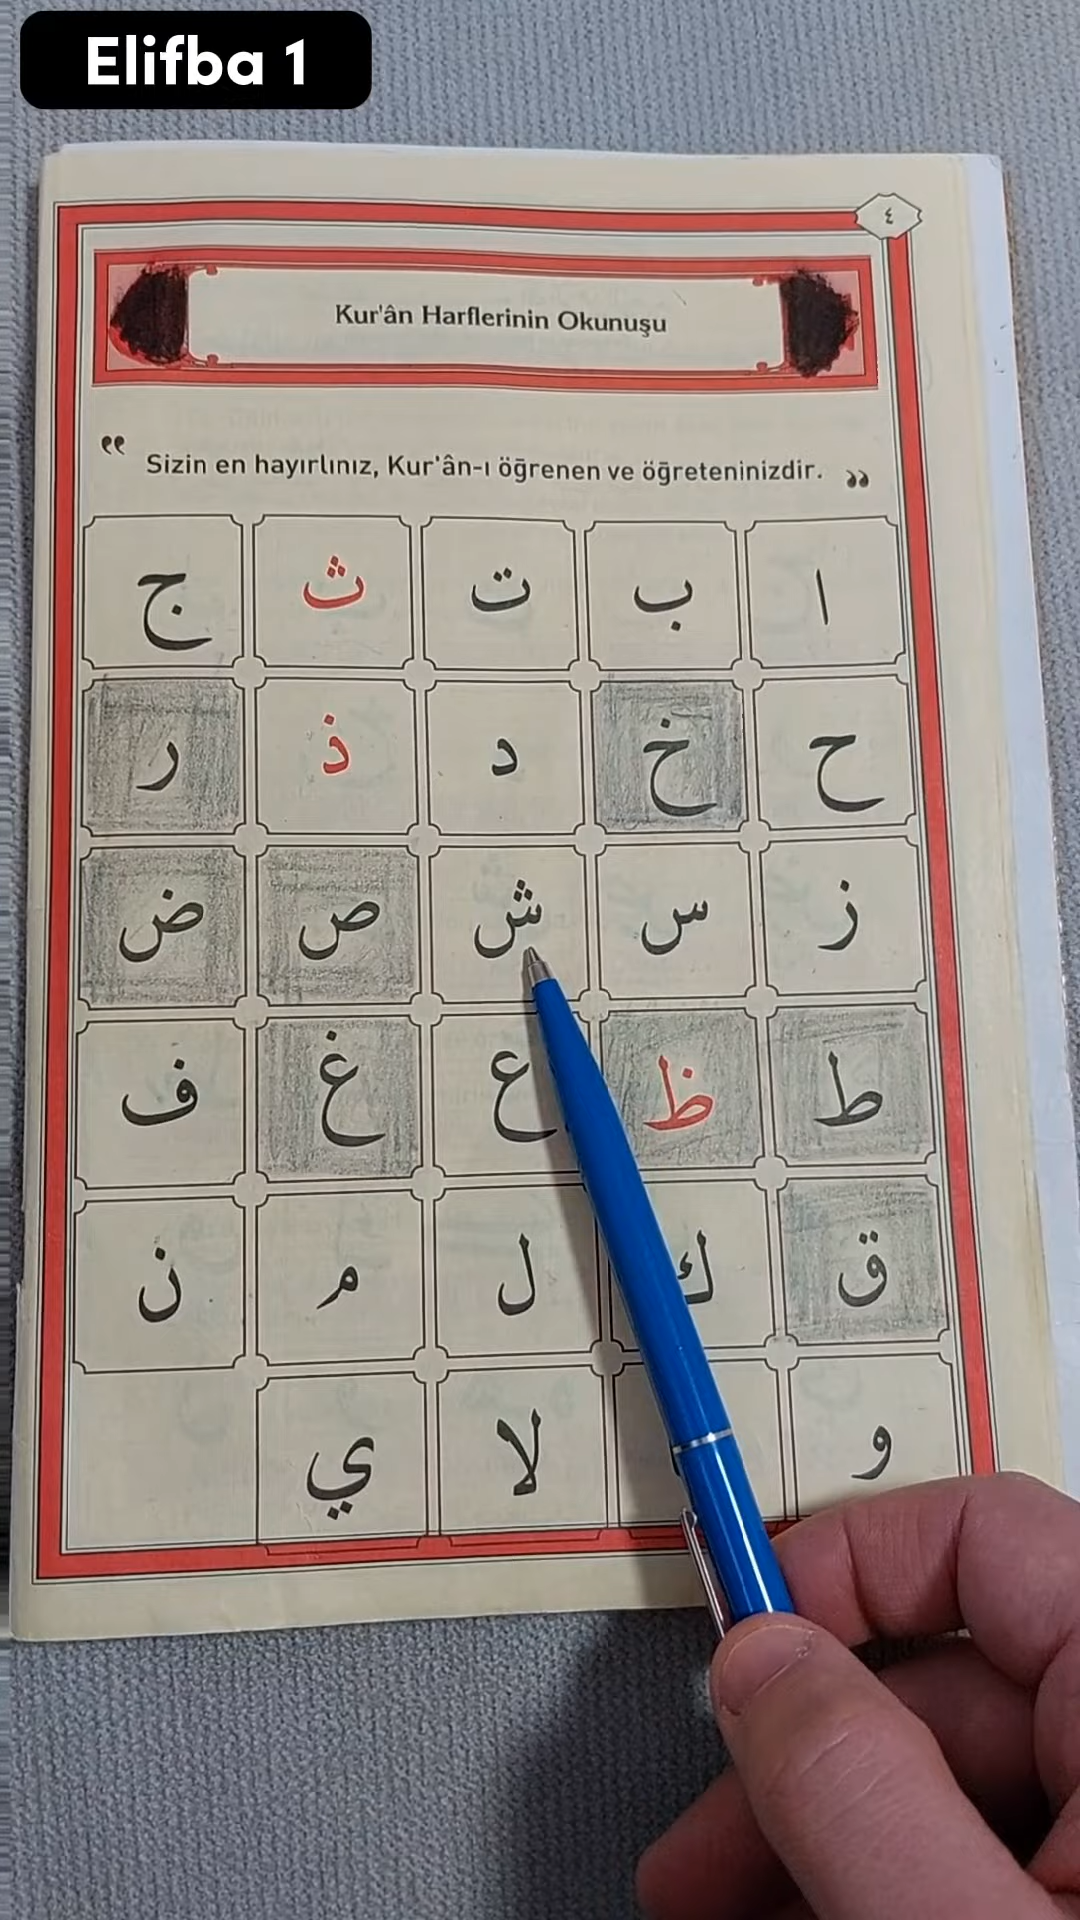 Elifba 1
٤
Kur'ân Harflerinin Okunuşu
“ Sizin en hayırlınız, Kur'ân-ı öğrenen ve öğreteninizdir. ”
ا ب ت ث ج
ح خ د ذ ر
ز س ش ص ض
ط ظ ع غ ف
ق ك ل م ن
و لا ي